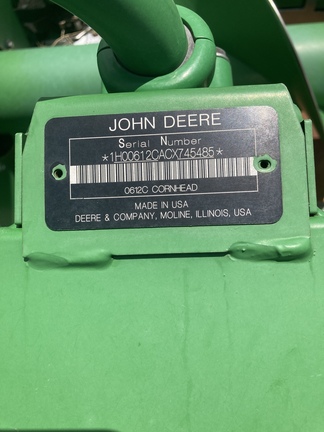 JOHN DEERE
Serial Number
*1H00612CACX745485*
0612C CORNHEAD
MADE IN USA
DEERE & COMPANY, MOLINE, ILLINOIS, USA